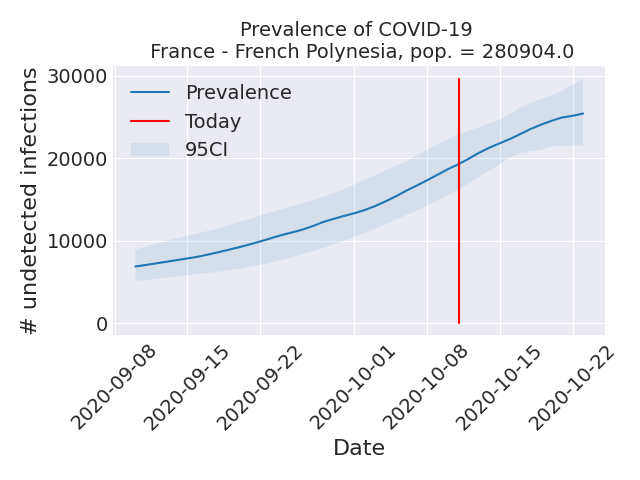 Prevalence of COVID-19
France - French Polynesia, pop. = 280904.0
# undetected infections
30000
20000
10000
0
Prevalence
Today
95CI
2020-09-08
2020-09-15
2020-09-22
2020-10-01
2020-10-08
2020-10-15
2020-10-22
Date